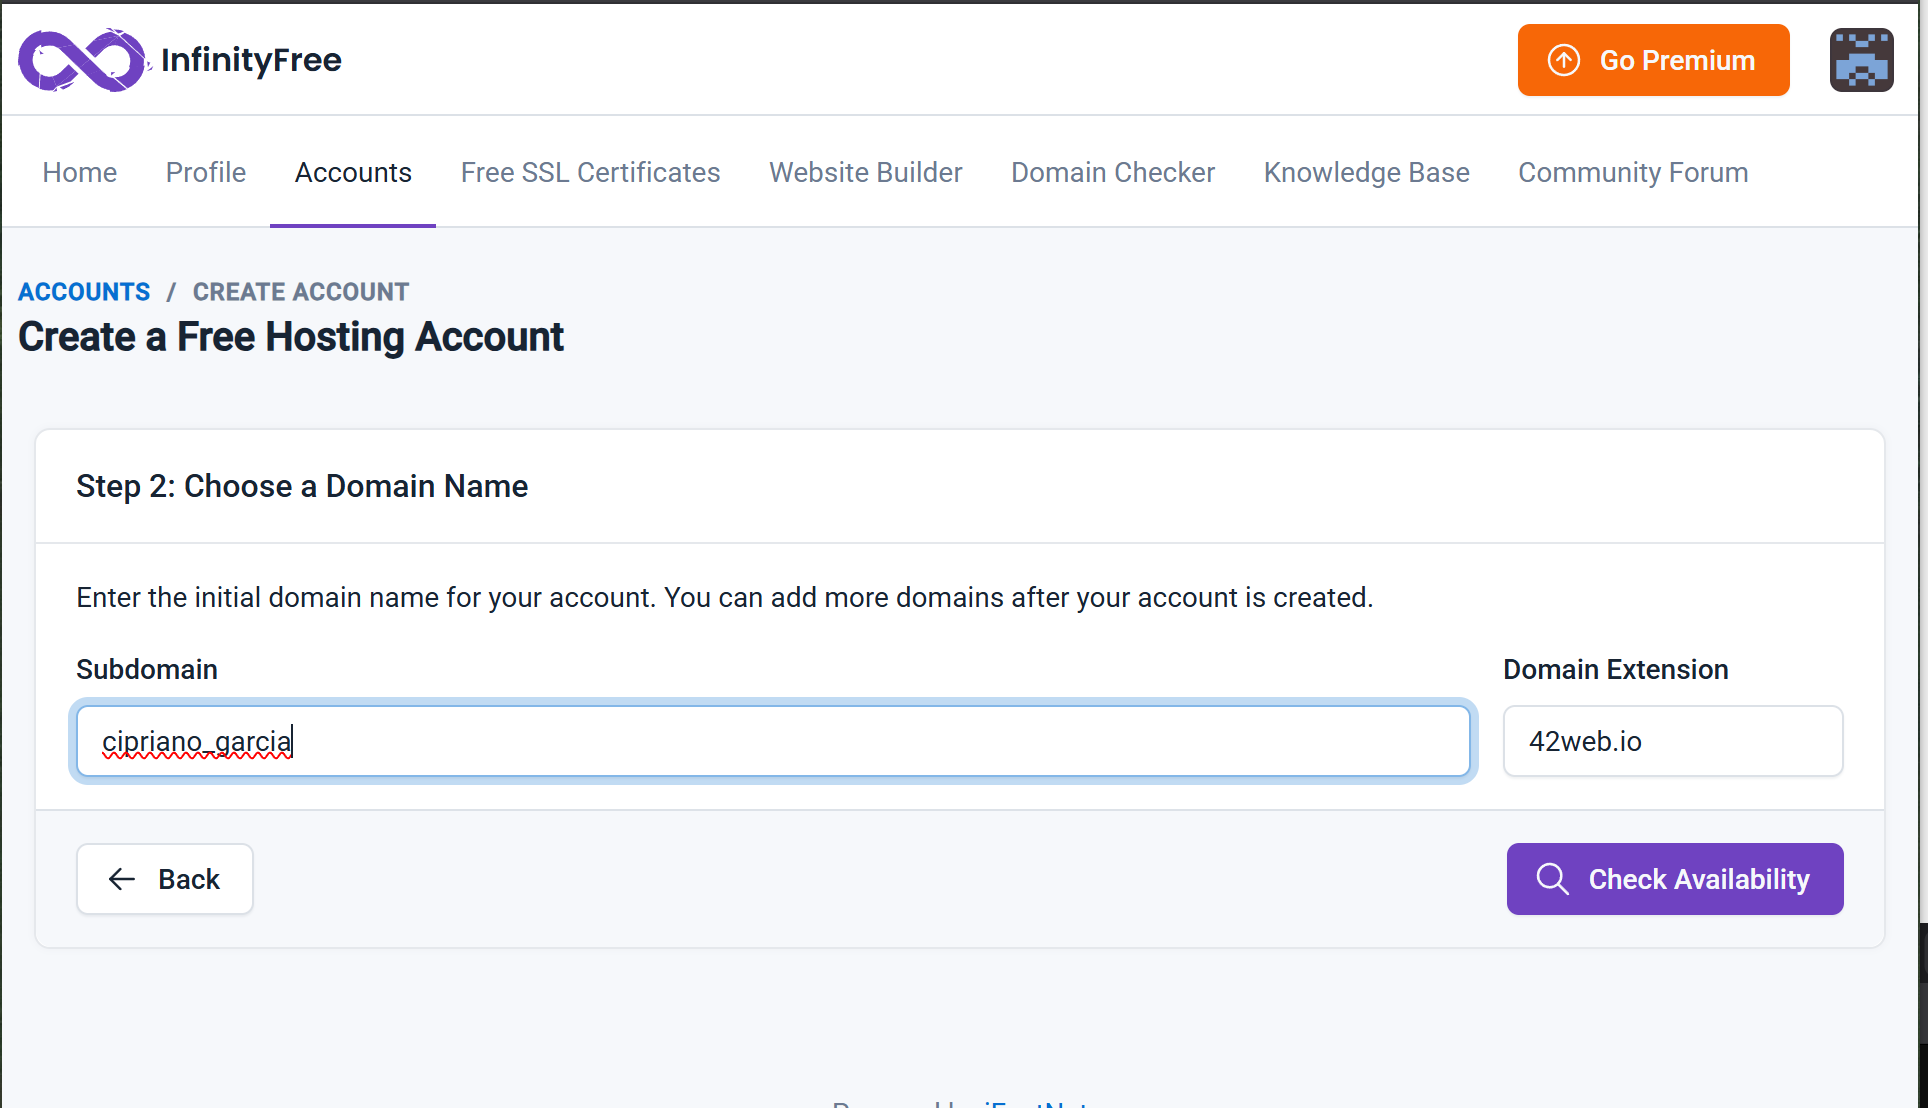 InfinityFree
Go Premium
Home Profile Accounts Free SSL Certificates Website Builder Domain Checker Knowledge Base Community Forum
ACCOUNTS / CREATE ACCOUNT
Create a Free Hosting Account
Step 2: Choose a Domain Name
Enter the initial domain name for your account. You can add more domains after your account is created.
Subdomain
Domain Extension
cipriano_garcia
42web.io
Back
Check Availability